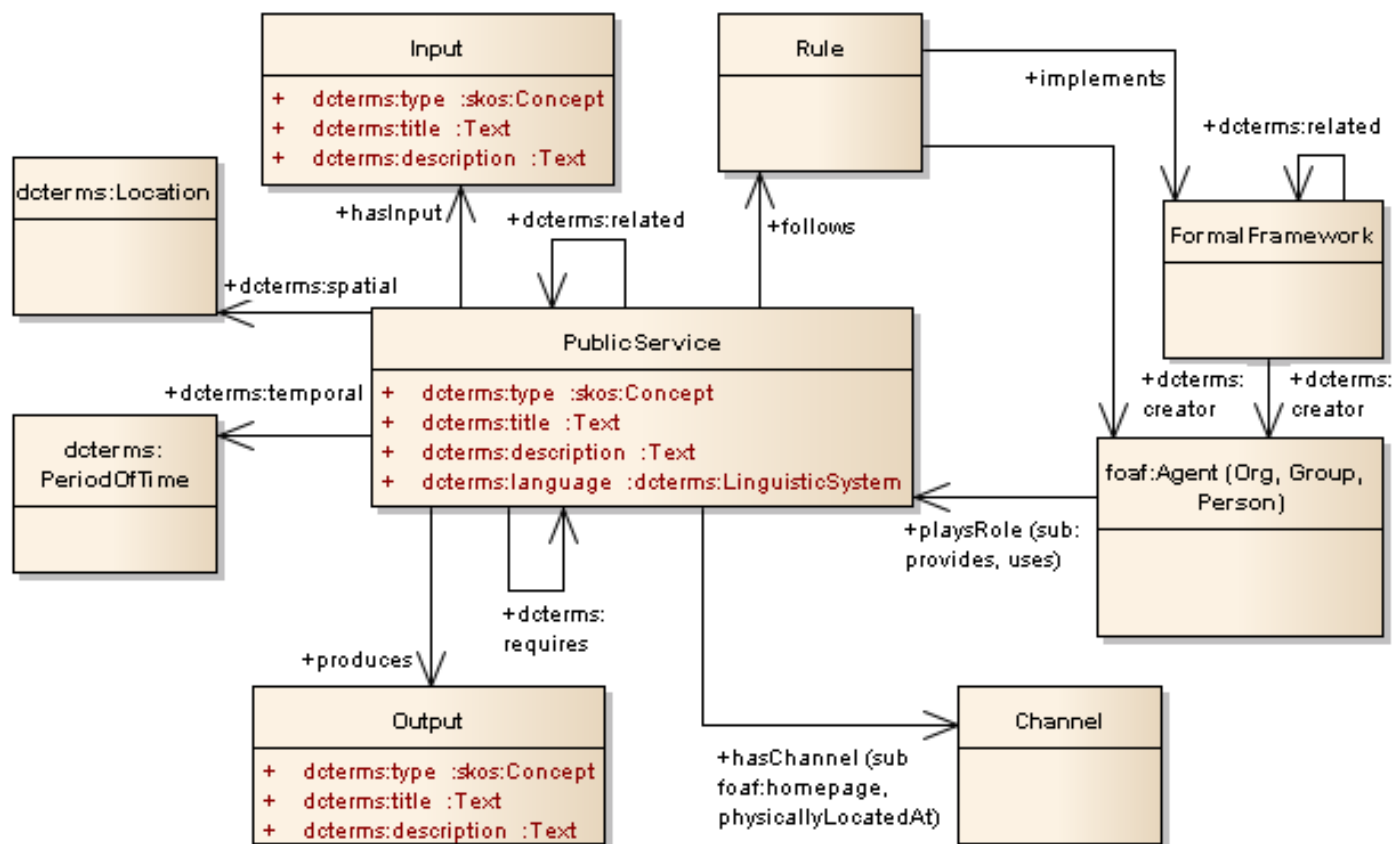 Input
+ dcterms:type :skos:Concept
+ dcterms:title :Text
+ dcterms:description :Text
Rule
+implements
+dcterms:related
dcterms:Location
+hasInput
+dcterms:related
+follows
FormalFramework
+dcterms:spatial
PublicService
+ dcterms:type :skos:Concept
+ dcterms:title :Text
+ dcterms:description :Text
+ dcterms:language :dcterms:LinguisticSystem
+dcterms:temporal
+dcterms:
creator
+dcterms:
creator
dcterms:
PeriodOfTime
foaf:Agent (Org, Group,
Person)
+playsRole (sub:
provides, uses)
+dcterms:
requires
+produces
Output
+ dcterms:type :skos:Concept
+ dcterms:title :Text
+ dcterms:description :Text
+hasChannel (sub
foaf:homepage,
physicallyLocatedAt)
Channel